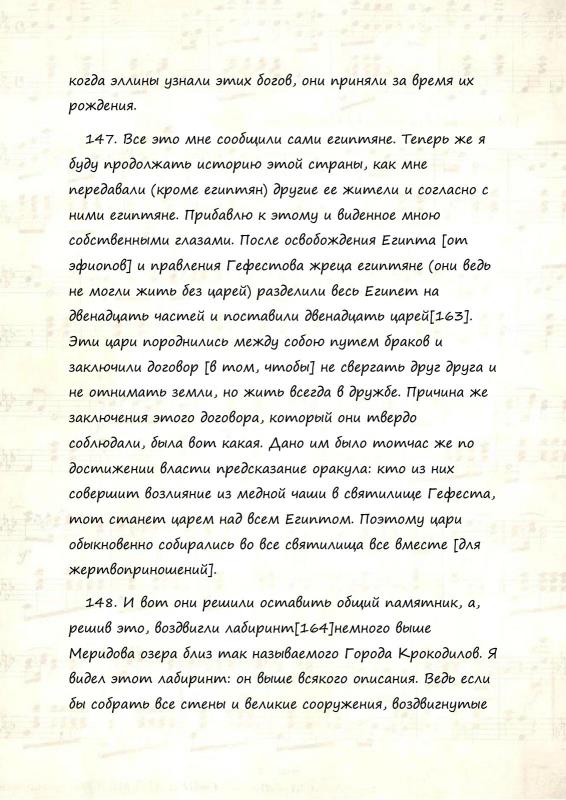 когда эллины узнали этих богов, они приняли за время их
рождения.
147. Все это мне сообщили сами египтяне. Теперь же я
буду продолжать историю этой страны, как мне
передавали (кроме египтян) другие ее жители и согласно с
ними египтяне. Прибавлю к этому и виденное мною
собственными глазами. После освобождения Египта [от
эфиопов] и правления Гефестова жреца египтяне (они ведь
не могли жить без царей) разделили весь Египет на
двенадцать частей и поставили двенадцать царей[163].
Эти цари породнились между собою путем браков и
заключили договор [в том, чтобы] не свергать друг друга и
не отнимать земли, но жить всегда в дружбе. Причина же
заключения этого договора, который они твердо
соблюдали, была вот какая. Дано им было тотчас же по
достижении власти предсказание оракула: кто из них
совершит возлияние из медной чаши в святилище Гефеста,
тот станет царем над всем Египтом. Поэтому цари
обыкновенно собирались во все святилища все вместе [для
жертвоприношений].
148. И вот они решили оставить общий памятник, а,
решив это, воздвигли лабиринт[164]немного выше
Меридова озера близ так называемого Города Крокодилов. Я
видел этот лабиринт: он выше всякого описания. Ведь если
бы собрать все стены и великие сооружения, воздвигнутые